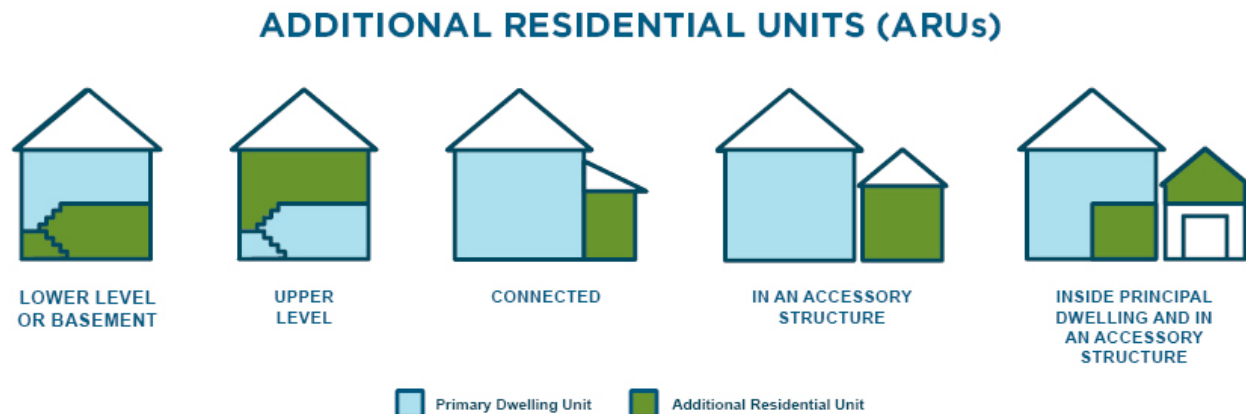 ADDITIONAL RESIDENTIAL UNITS (ARUs)
LOWER LEVEL
OR BASEMENT
UPPER
LEVEL
CONNECTED
IN AN ACCESSORY
STRUCTURE
INSIDE PRINCIPAL
DWELLING AND IN
AN ACCESSORY
STRUCTURE
Primary Dwelling Unit
Additional Residential Unit